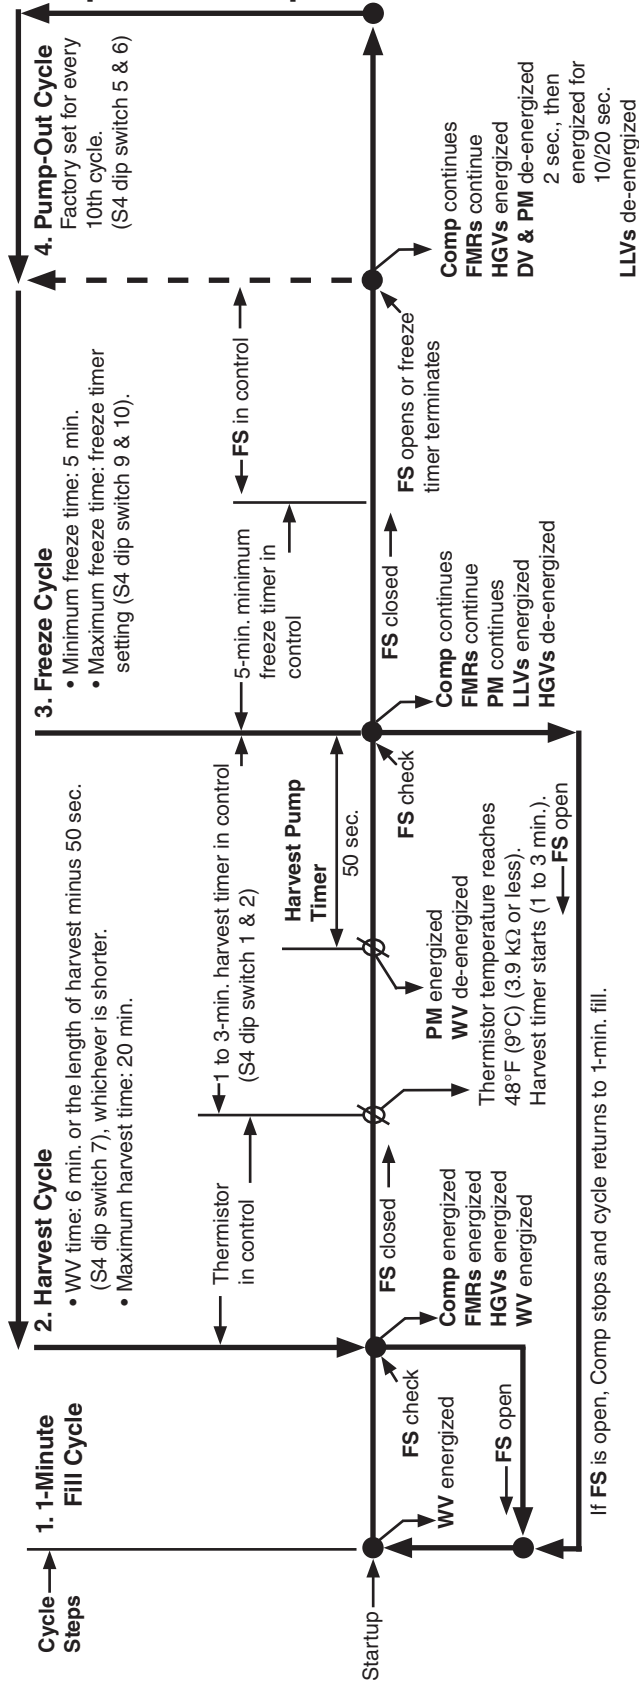 Cycle
Steps
Startup
1. 1-Minute
Fill Cycle
WV energized
FS check
FS open
2. Harvest Cycle
• WV time: 6 min. or the length of harvest minus 50 sec.
(S4 dip switch 7), whichever is shorter.
• Maximum harvest time: 20 min.
Thermistor
in control
1 to 3-min. harvest timer in control
(S4 dip switch 1 & 2)
Harvest Pump
Timer
50 sec.
FS closed
Comp energized
FMRs energized
HGVs energized
WV energized
PM energized
WV de-energized
Thermistor temperature reaches
48°F (9°C) (3.9 kΩ or less).
Harvest timer starts (1 to 3 min.).
FS check
FS open
If FS is open, Comp stops and cycle returns to 1-min. fill.
3. Freeze Cycle
• Minimum freeze time: 5 min.
• Maximum freeze time: freeze timer
setting (S4 dip switch 9 & 10).
5-min. minimum
freeze timer in
control
FS in control
FS closed
Comp continues
FMRs continue
PM continues
LLVs energized
HGVs de-energized
FS opens or freeze
timer terminates
4. Pump-Out Cycle
Factory set for every
10th cycle.
(S4 dip switch 5 & 6)
Comp continues
FMRs continue
HGVs energized
DV & PM de-energized
2 sec., then
energized for
10/20 sec.
LLVs de-energized